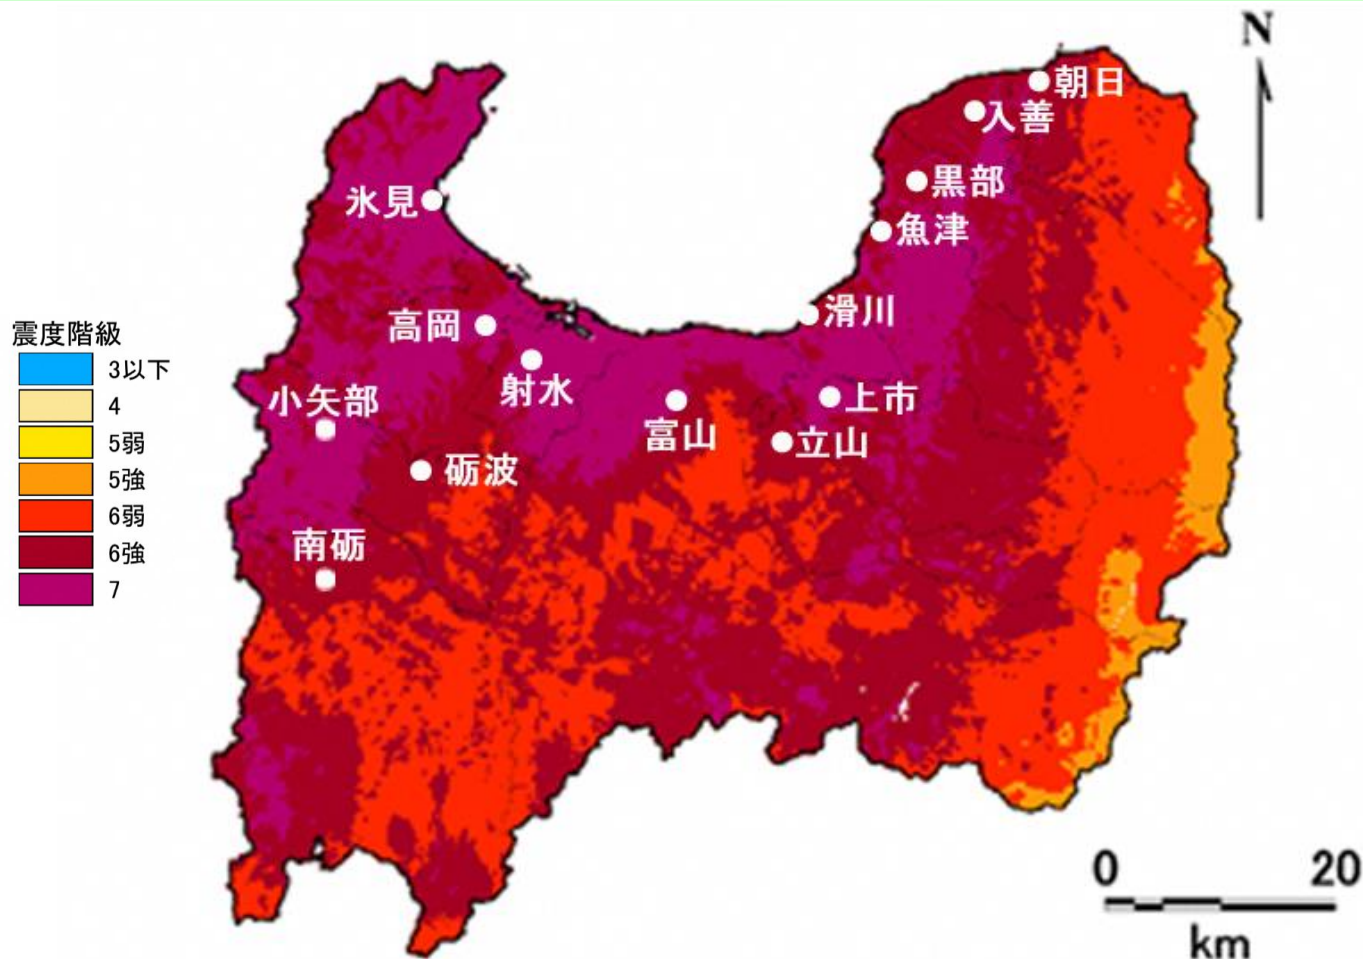 N
朝日
入善
黒部
氷見
魚津
滑川
高岡
震度階級
3以下
4
5弱
5強
6弱
6強
7
射水
小矢部
上市
富山
立山
砺波
南砺
0 20
km